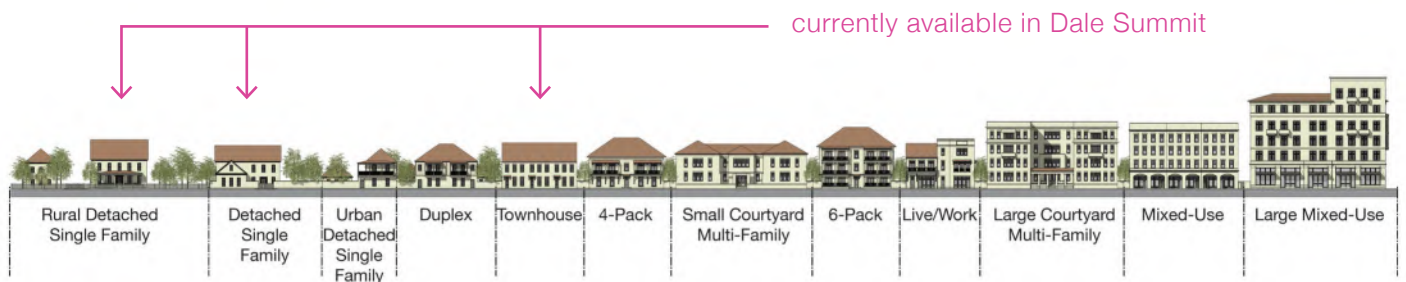 currently available in Dale Summit
Rural Detached
Single Family
Detached
Single
Family
Urban
Detached
Single
Family
Duplex
Townhouse
4-Pack
Small Courtyard
Multi-Family
6-Pack
Live/Work
Large Courtyard
Multi-Family
Mixed-Use
Large Mixed-Use